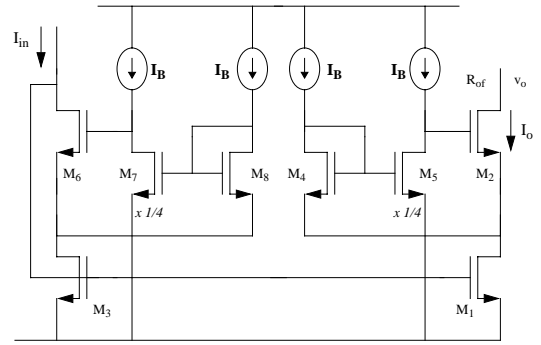 I_in
I_B
I_B
I_B
I_B
R_of
v_o
I_o
M_6
M_7
M_8
M_4
M_5
M_2
x 1/4
x 1/4
M_3
M_1